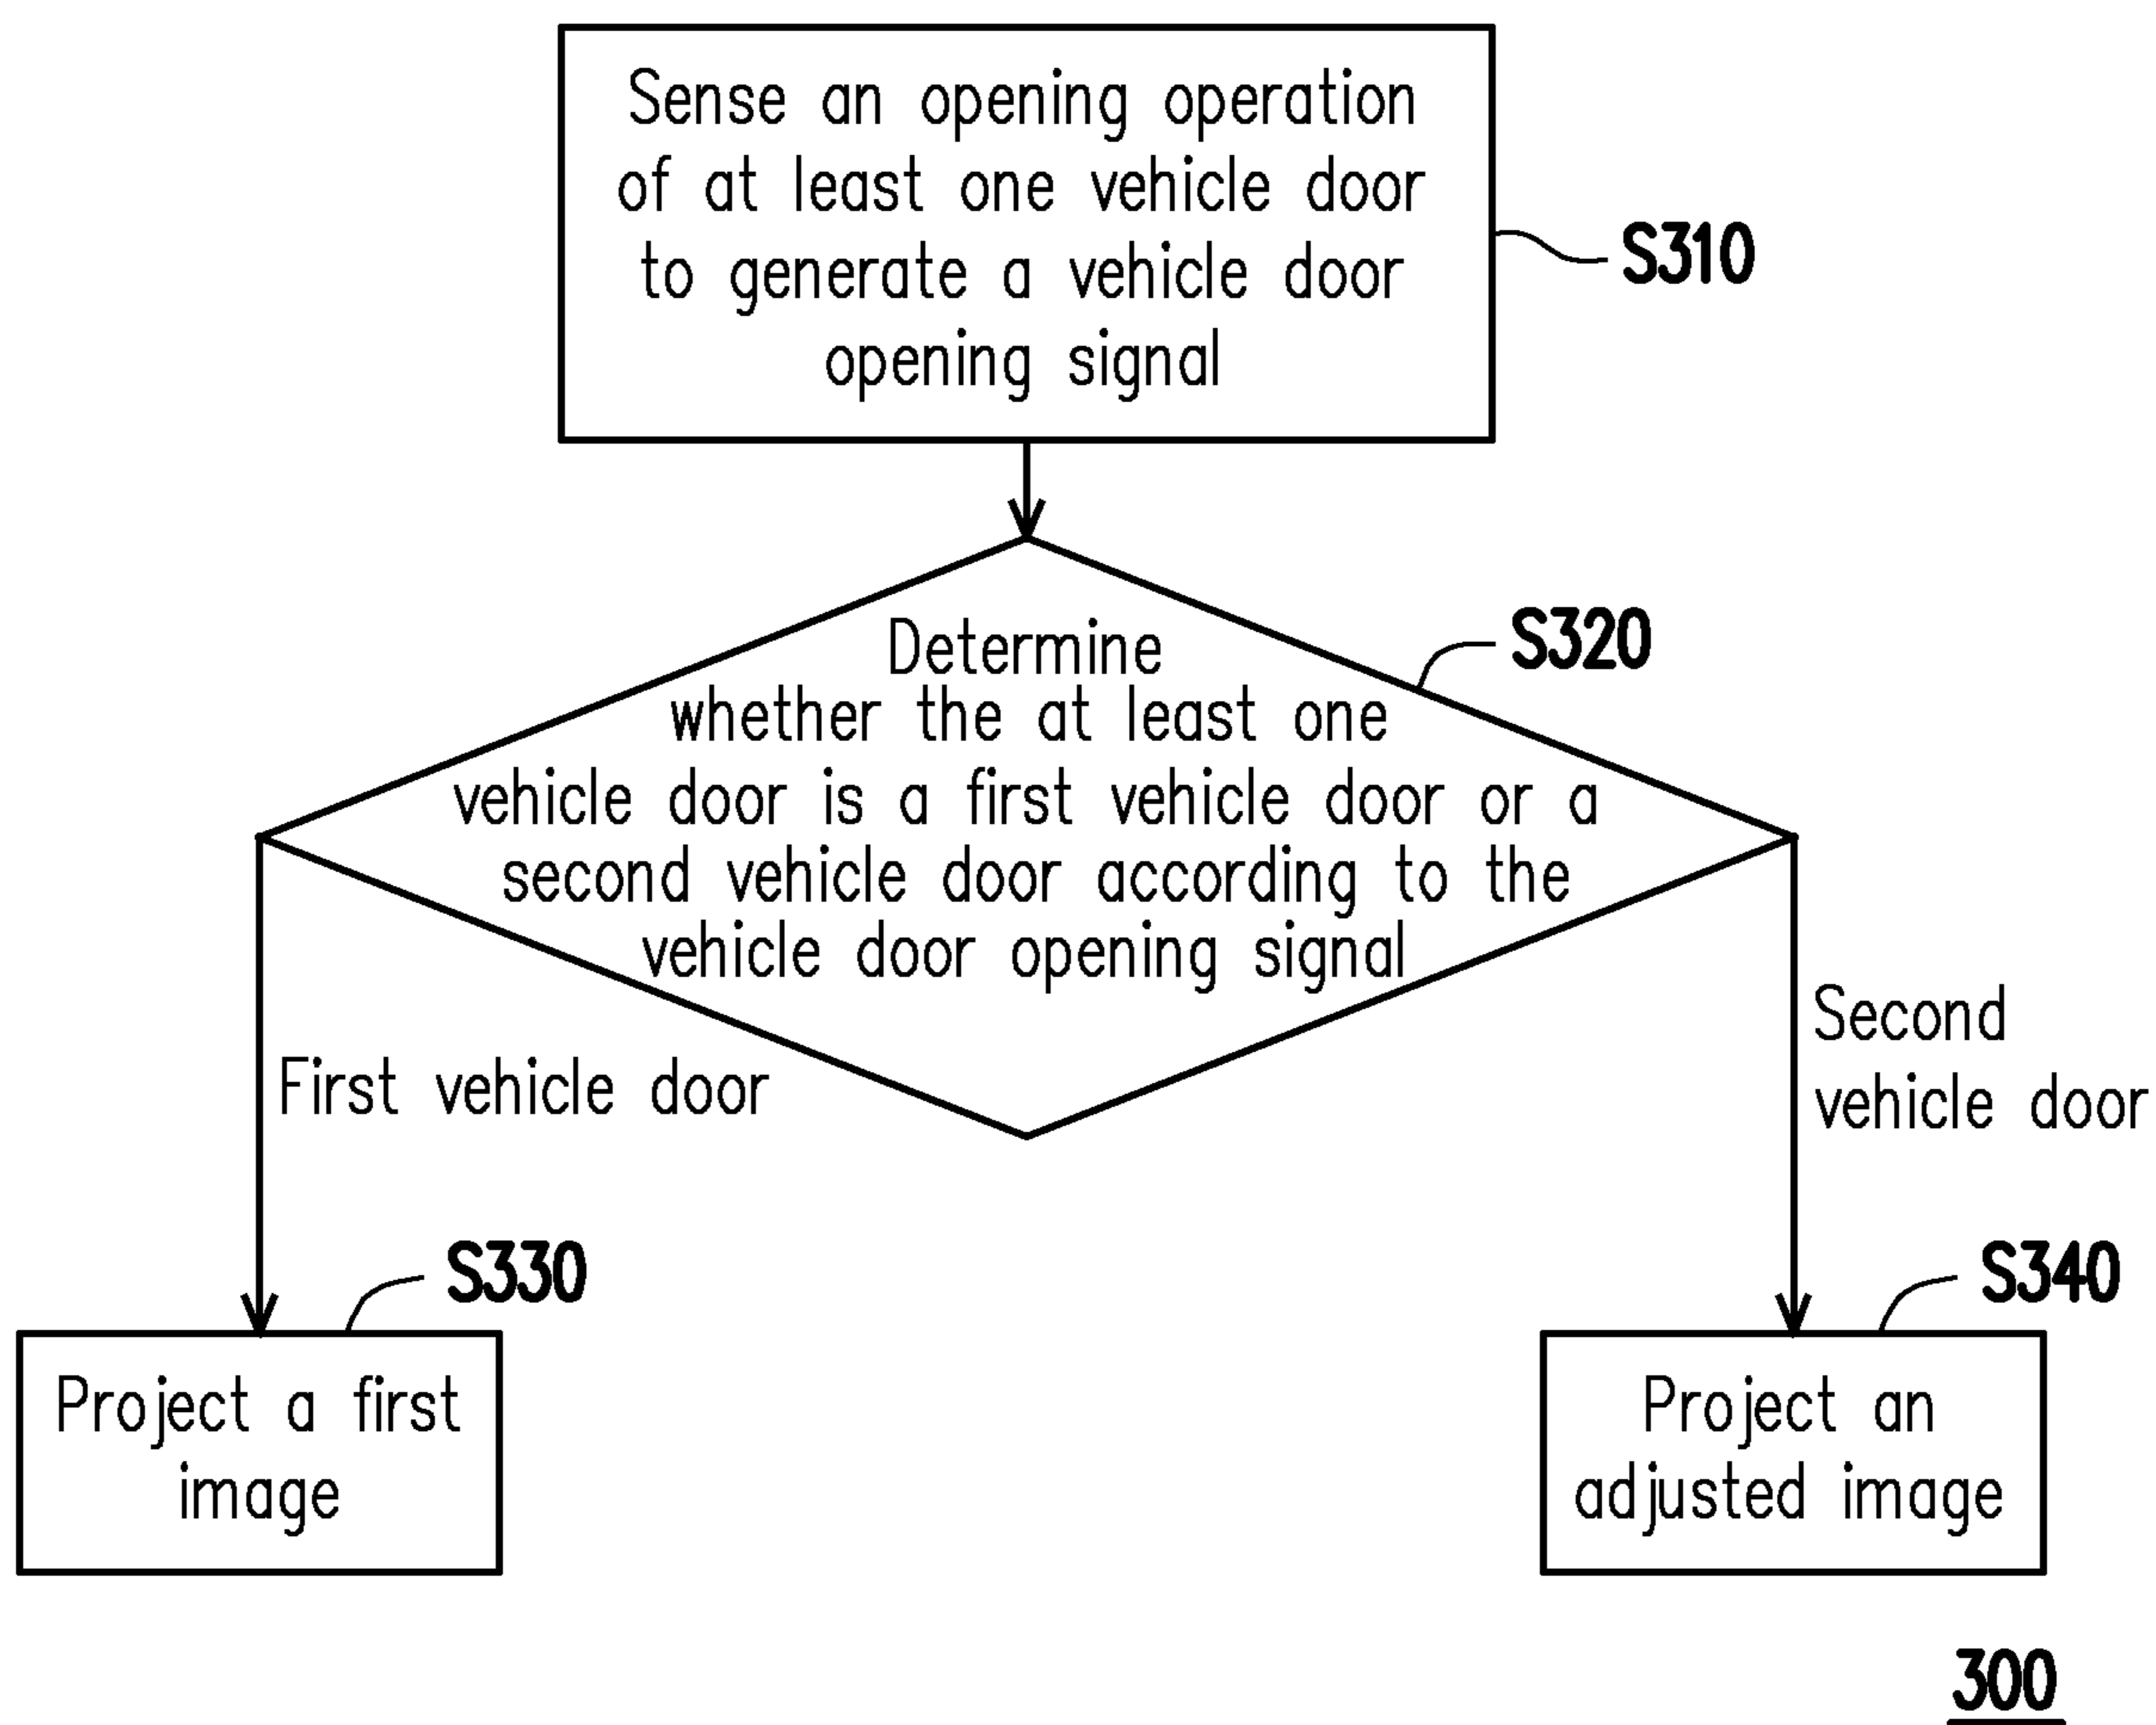 Sense an opening operation
of at least one vehicle door
to generate a vehicle door
opening signal
S310
Determine
whether the at least one
vehicle door is a first vehicle door or a
second vehicle door according to the
vehicle door opening signal
S320
First vehicle door
Second
vehicle door
S330
Project a first
image
S340
Project an
adjusted image
300